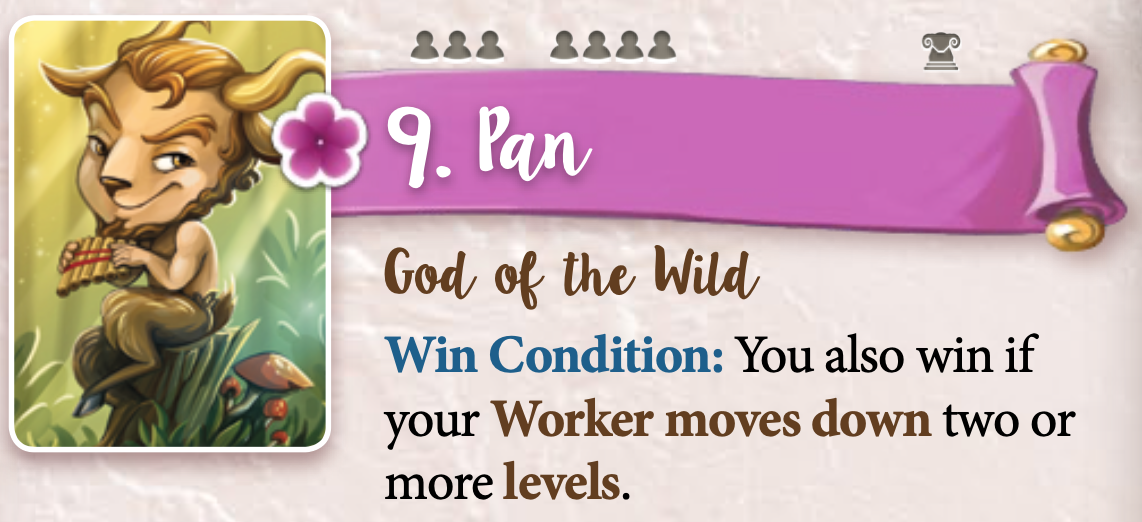 9. Pan
God of the Wild
Win Condition: You also win if
your Worker moves down two or
more levels.